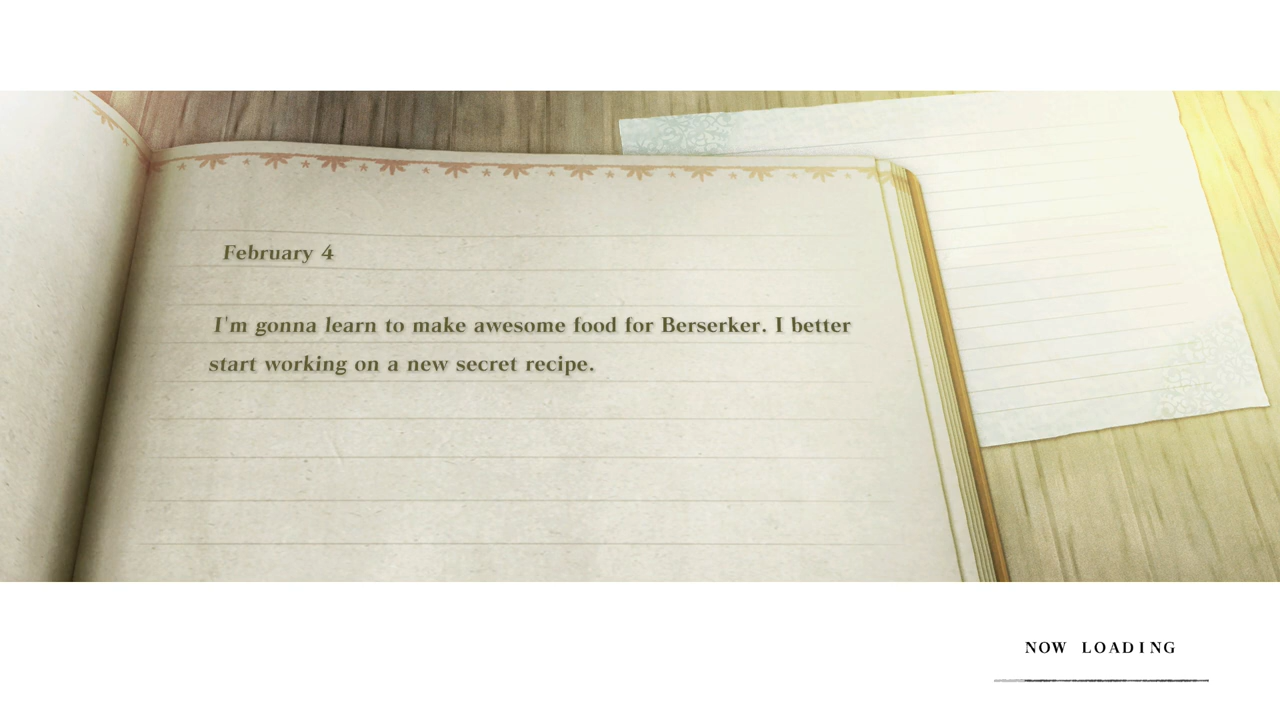 February 4
I'm gonna learn to make awesome food for Berserker. I better
start working on a new secret recipe.
NOW LOADING